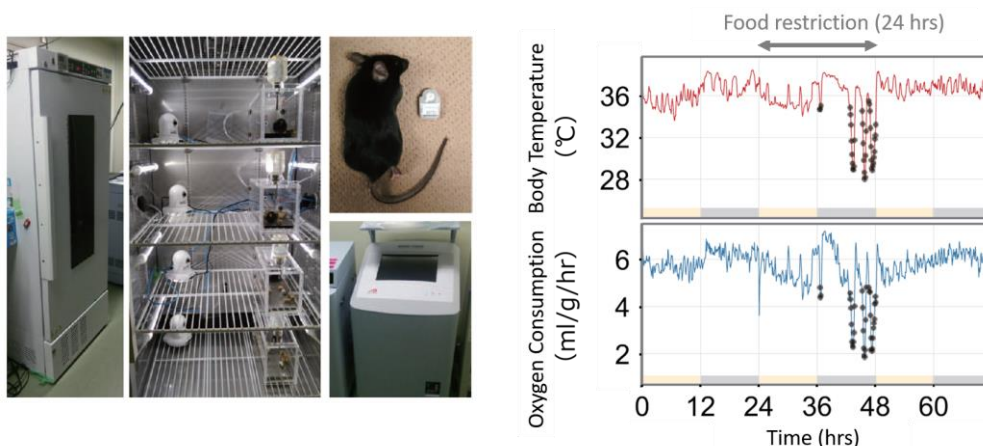 Food restriction (24 hrs)
Body Temperature
(℃)
36
32
28
Oxygen Consumption
(ml/g/hr)
6
4
2
0 12 24 36 48 60
Time (hrs)